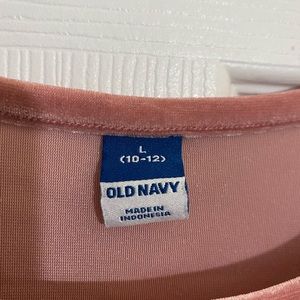 L
(10-12)
OLD NAVY
MADE IN
INDONESIA